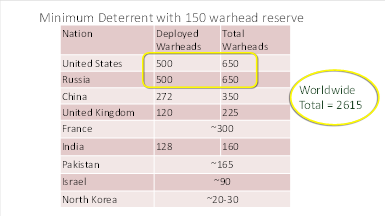 Minimum Deterrent with 150 warhead reserve
Nation Deployed Total
Warheads Warheads
United States 500 650
Russia 500 650
China 272 350
United Kingdom 120 225
France ~300
India 128 160
Pakistan ~165
Israel ~90
North Korea ~20-30
Worldwide
Total = 2615